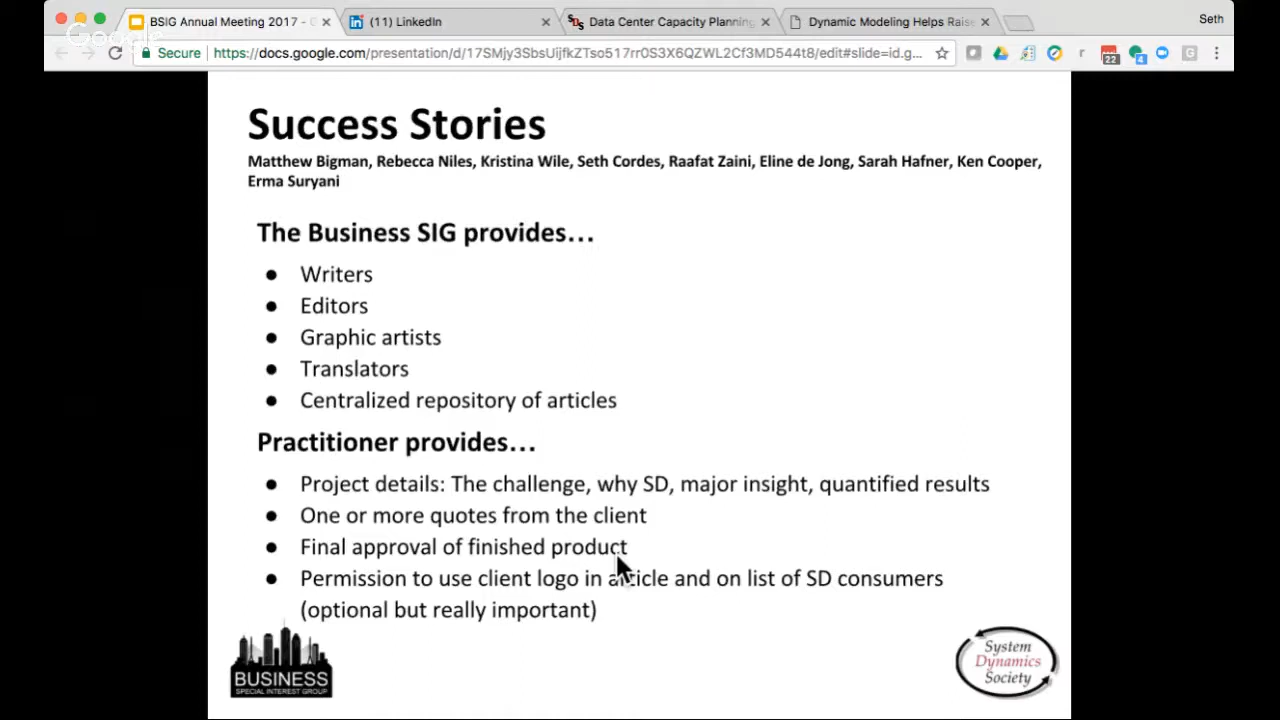 BSIG Annual Meeting 2017 - G
(11) LinkedIn
Data Center Capacity Planning
Dynamic Modeling Helps Raise
Seth
Google
Secure
https://docs.google.com/presentation/d/17SMjy3SbsUijfkZTso517rr0S3X6QZWL2Cf3MD544t8/edit#slide=id.g...
22
4
Success Stories
Matthew Bigman, Rebecca Niles, Kristina Wile, Seth Cordes, Raafat Zaini, Eline de Jong, Sarah Hafner, Ken Cooper,
Erma Suryani
The Business SIG provides...
● Writers
● Editors
● Graphic artists
● Translators
● Centralized repository of articles
Practitioner provides...
● Project details: The challenge, why SD, major insight, quantified results
● One or more quotes from the client
● Final approval of finished product
● Permission to use client logo in article and on list of SD consumers
(optional but really important)
BUSINESS
SPECIAL INTEREST GROUP
System
Dynamics
Society